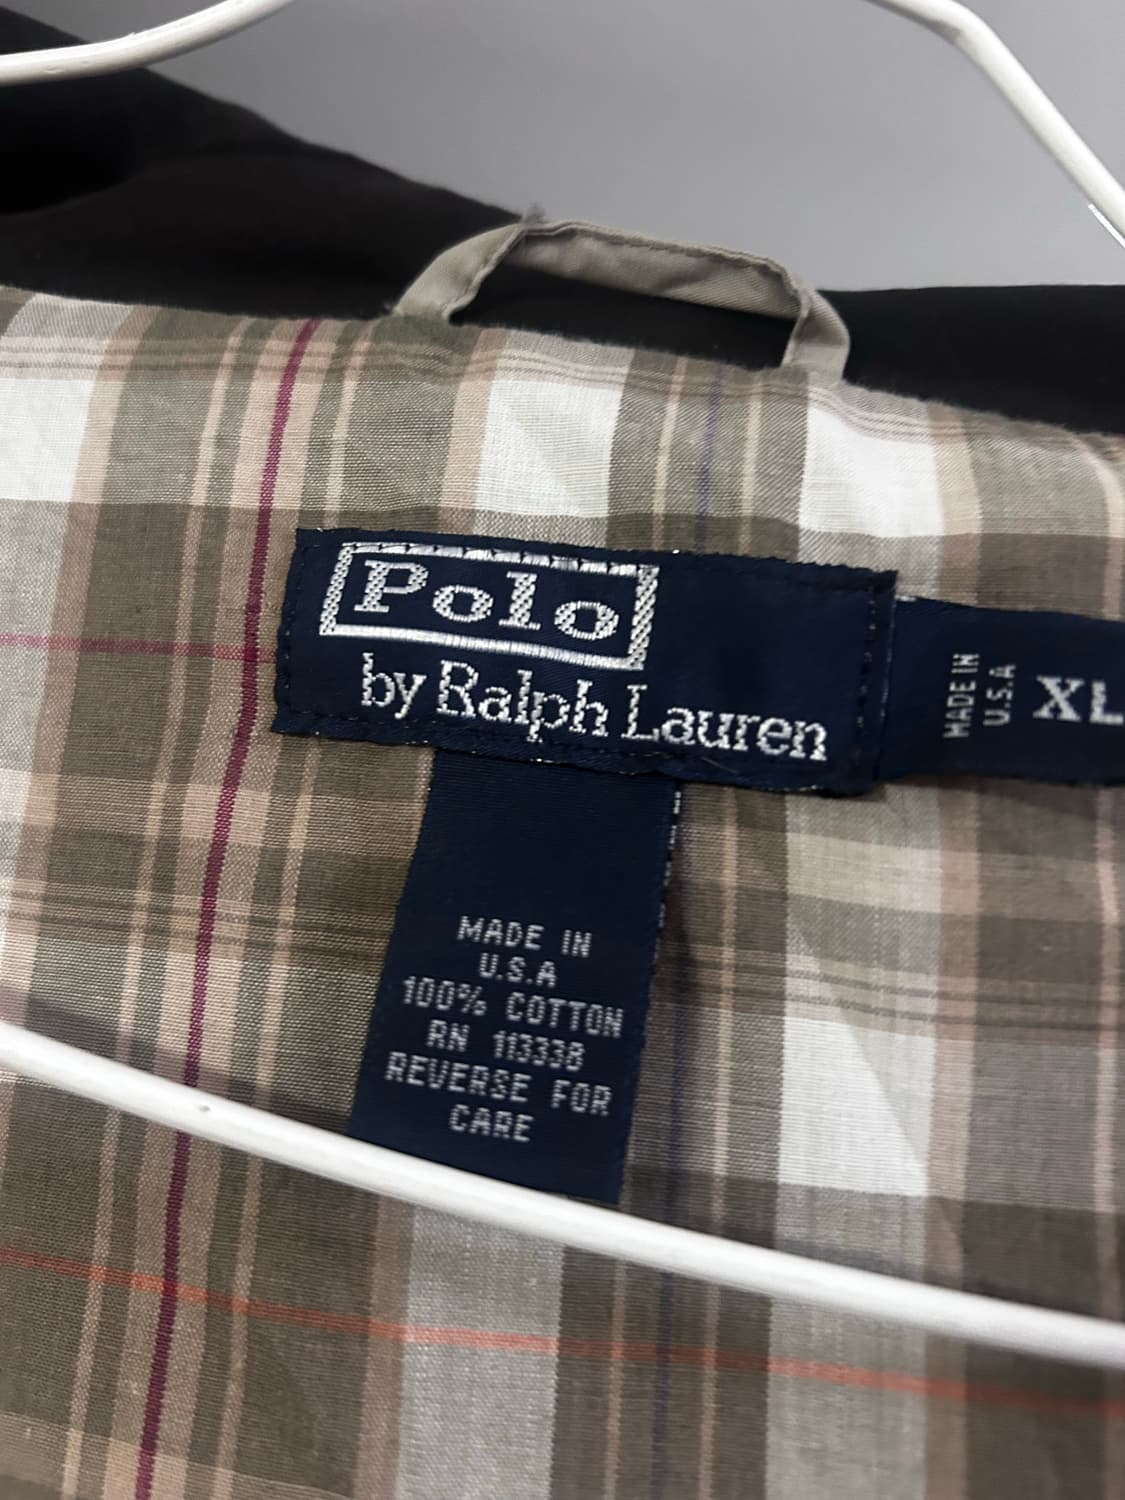 Polo
by Ralph Lauren
MADE IN
U.S.A
XL
MADE IN
U.S.A
100% COTTON
RN 113338
REVERSE FOR
CARE